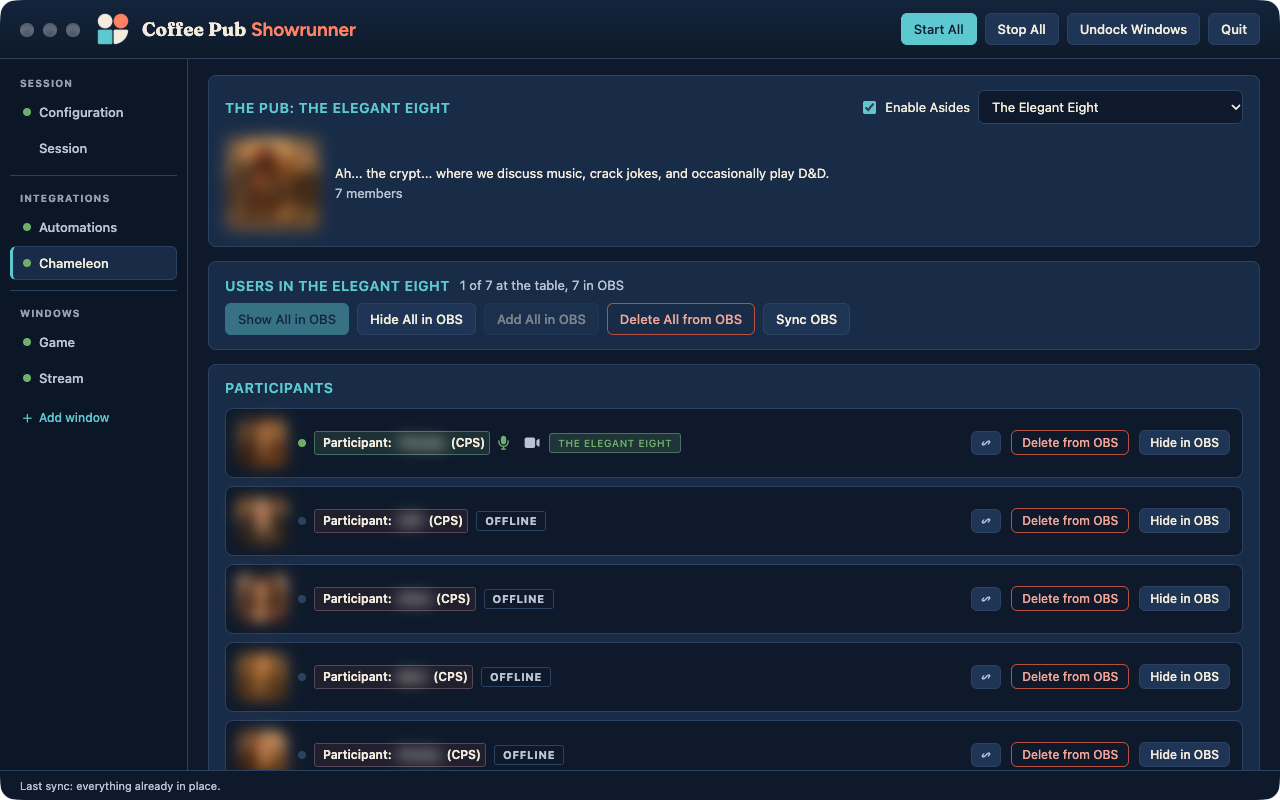 Coffee Pub Showrunner
Start All
Stop All
Undock Windows
Quit
SESSION
Configuration
Session
INTEGRATIONS
Automations
Chameleon
WINDOWS
Game
Stream
+ Add window
THE PUB: THE ELEGANT EIGHT
Enable Asides
The Elegant Eight
Ah... the crypt... where we discuss music, crack jokes, and occasionally play D&D.
7 members
USERS IN THE ELEGANT EIGHT 1 of 7 at the table, 7 in OBS
Show All in OBS
Hide All in OBS
Add All in OBS
Delete All from OBS
Sync OBS
PARTICIPANTS
Participant: (CPS) THE ELEGANT EIGHT Delete from OBS Hide in OBS
Participant: (CPS) OFFLINE Delete from OBS Hide in OBS
Participant: (CPS) OFFLINE Delete from OBS Hide in OBS
Participant: (CPS) OFFLINE Delete from OBS Hide in OBS
Participant: (CPS) OFFLINE Delete from OBS Hide in OBS
Last sync: everything already in place.